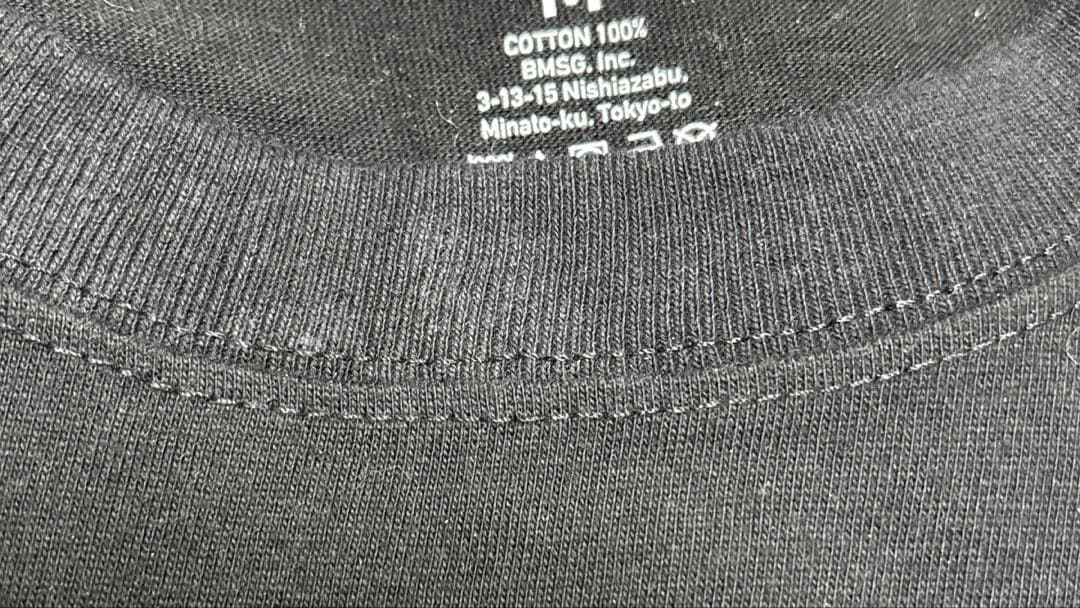 M
COTTON 100%
BMSG, Inc.
3-13-15 Nishiazabu,
Minato-ku, Tokyo-to